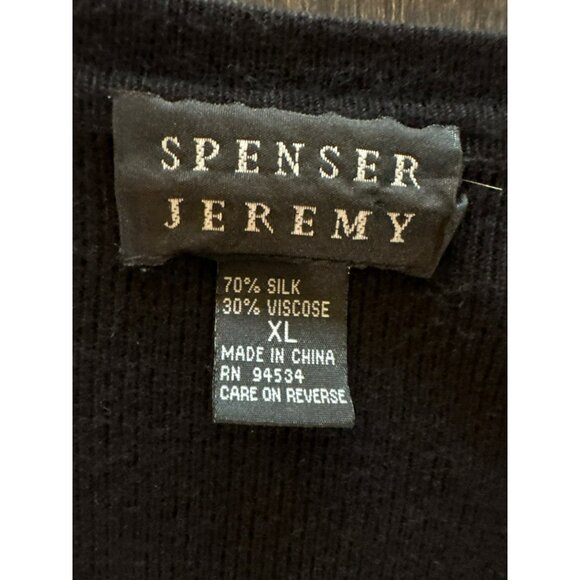 SPENSER
JEREMY
70% SILK
30% VISCOSE
XL
MADE IN CHINA
RN 94534
CARE ON REVERSE